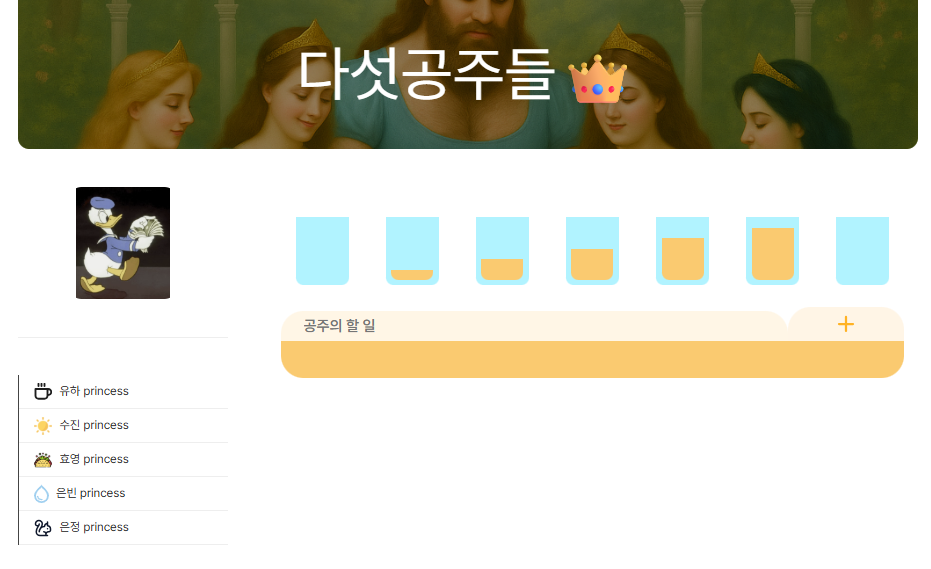 다섯공주들
공주의 할 일
+
유하 princess
수진 princess
효영 princess
은빈 princess
은정 princess